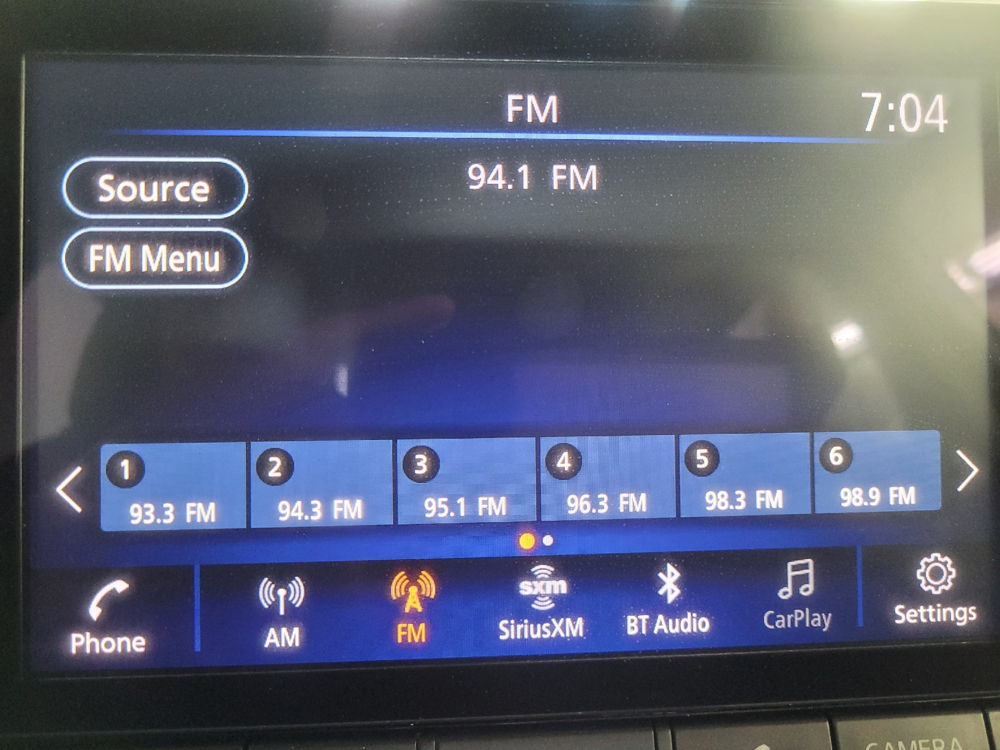 FM
7:04
Source
94.1 FM
FM Menu
1
2
3
4
5
6
93.3 FM
94.3 FM
95.1 FM
96.3 FM
98.3 FM
98.9 FM
Phone
AM
FM
sxm
SiriusXM
BT Audio
CarPlay
Settings
CAMERA